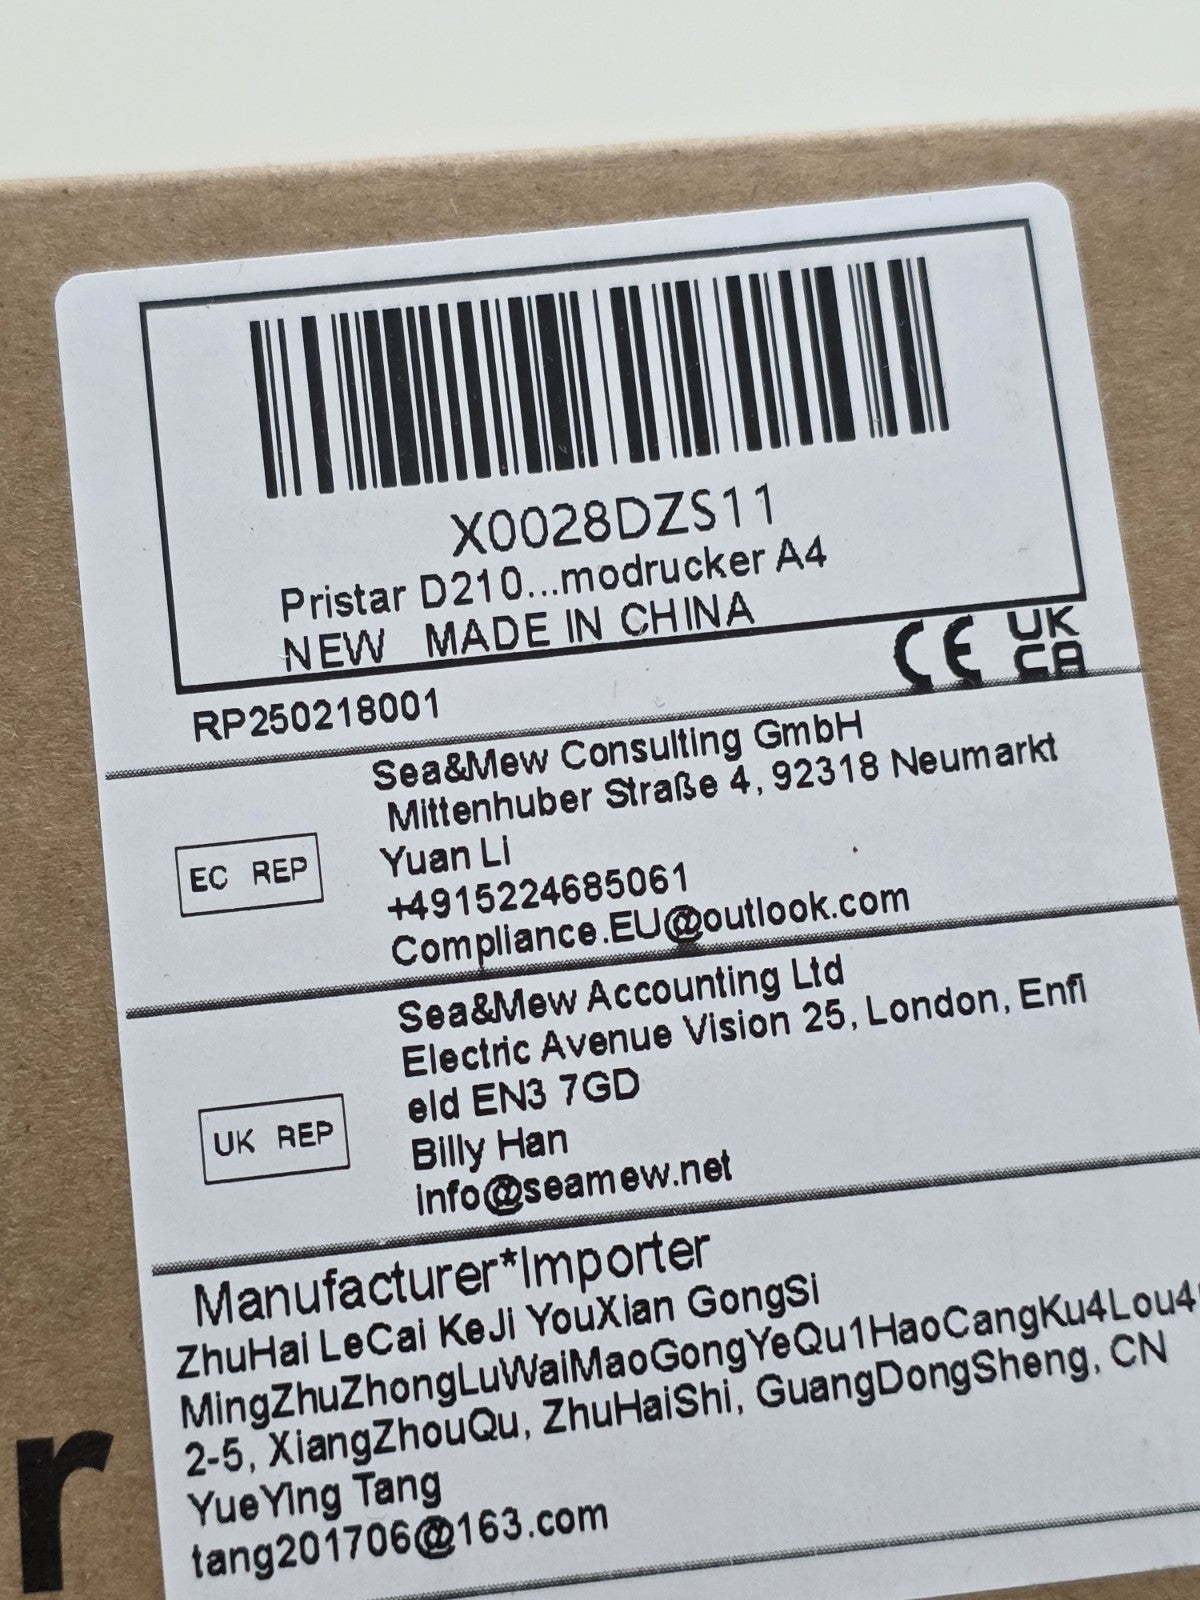 X0028DZS11
Pristar D210...modrucker A4
NEW MADE IN CHINA
CE UK CA
RP250218001
Sea&Mew Consulting GmbH
Mittenhuber Straße 4, 92318 Neumarkt
EC REP
Yuan Li
+4915224685061
Compliance.EU@outlook.com
Sea&Mew Accounting Ltd
Electric Avenue Vision 25, London, Enfi
eld EN3 7GD
UK REP
Billy Han
info@seamew.net
Manufacturer*Importer
ZhuHai LeCai KeJi YouXian GongSi
MingZhuZhongLuWaiMaoGongYeQu1HaoCangKu4Lou4
2-5, XiangZhouQu, ZhuHaiShi, GuangDongSheng, CN
YueYing Tang
tang201706@163.com
r